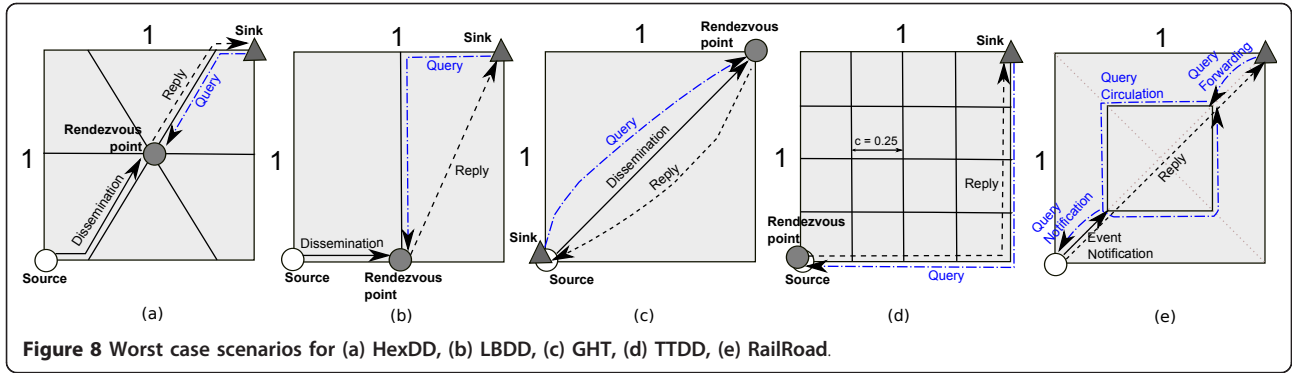 1
1
Sink
Reply
Query
Rendezvous
point
Dissemination
Source
(a)
1
1
Sink
Query
Reply
Dissemination
Source
Rendezvous
point
(b)
1
1
Rendezvous
point
Query
Dissemination
Reply
Sink
Source
(c)
1
1
Sink
c = 0.25
Reply
Rendezvous
point
Source
Query
(d)
1
1
Query
Forwarding
Query
Circulation
Reply
Query
Notification
Event
Notification
(e)
Figure 8 Worst case scenarios for (a) HexDD, (b) LBDD, (c) GHT, (d) TTDD, (e) RailRoad.